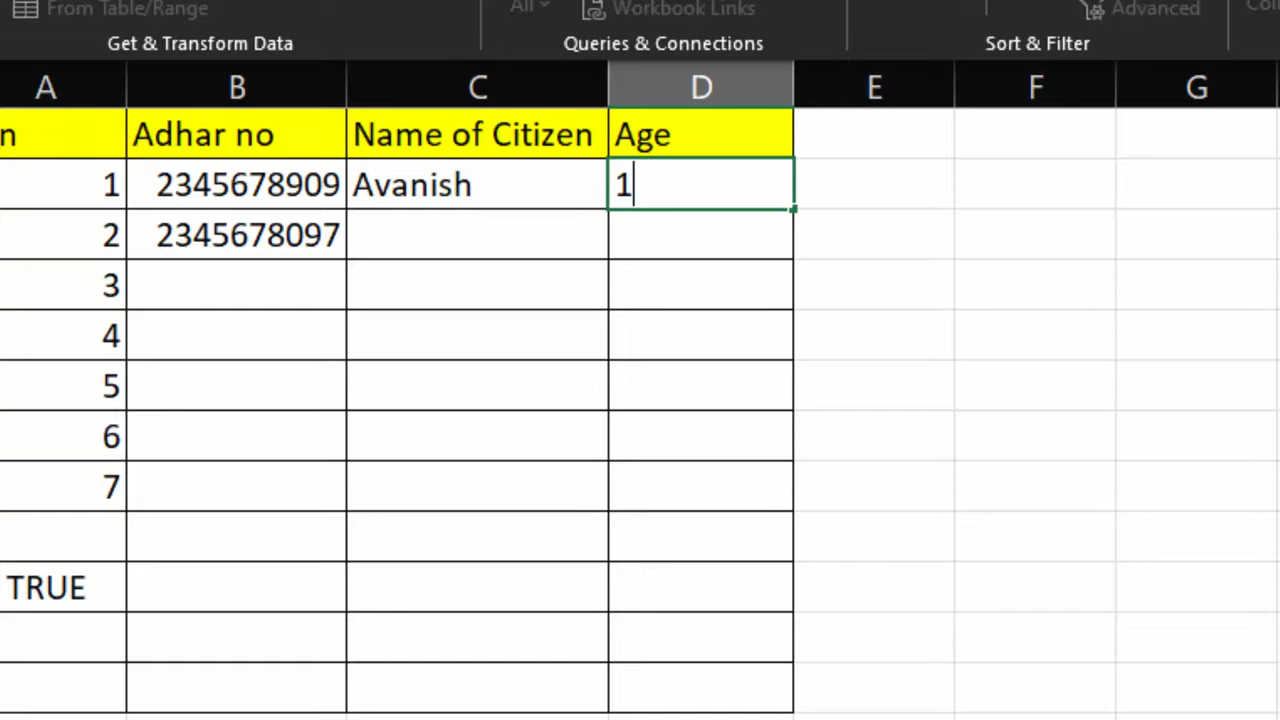 From Table/Range
All
Workbook Links
Advanced
Get & Transform Data
Queries & Connections
Sort & Filter
A B C D E F G
n Adhar no Name of Citizen Age
1 2345678909 Avanish 1
2 2345678097
3
4
5
6
7
TRUE